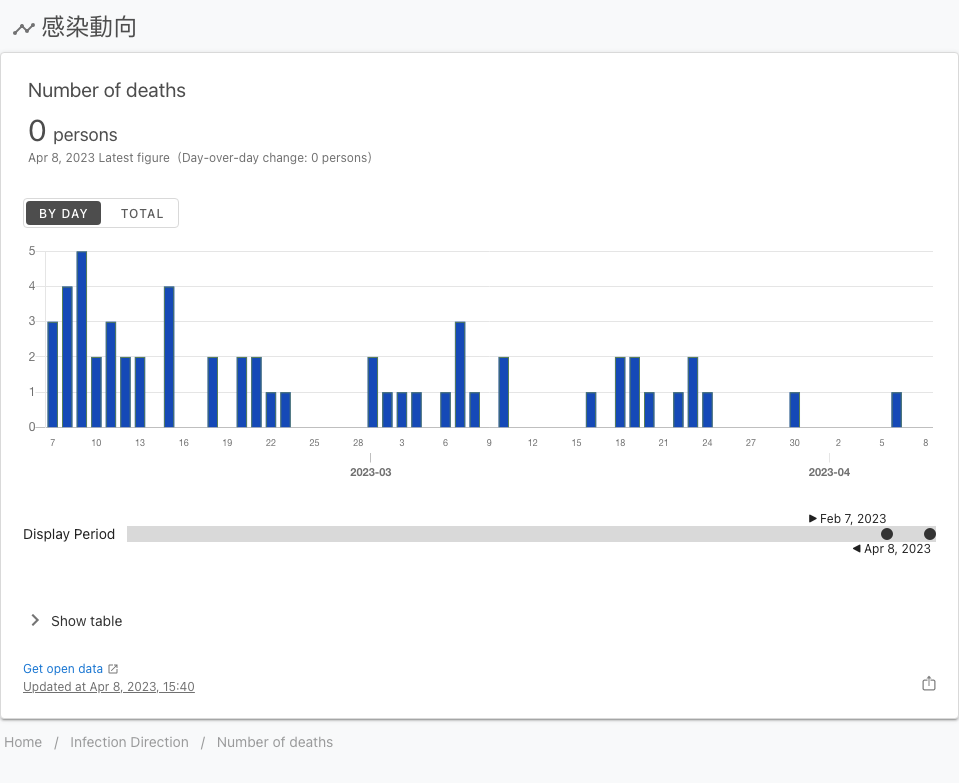 感染動向
Number of deaths
0 persons
Apr 8, 2023 Latest figure (Day-over-day change: 0 persons)
BY DAY TOTAL
5
4
3
2
1
0
7 10 13 16 19 22 25 28 3 6 9 12 15 18 21 24 27 30 2 5 8
2023-03 2023-04
Feb 7, 2023
Display Period
Apr 8, 2023
Show table
Get open data
Updated at Apr 8, 2023, 15:40
Home / Infection Direction / Number of deaths